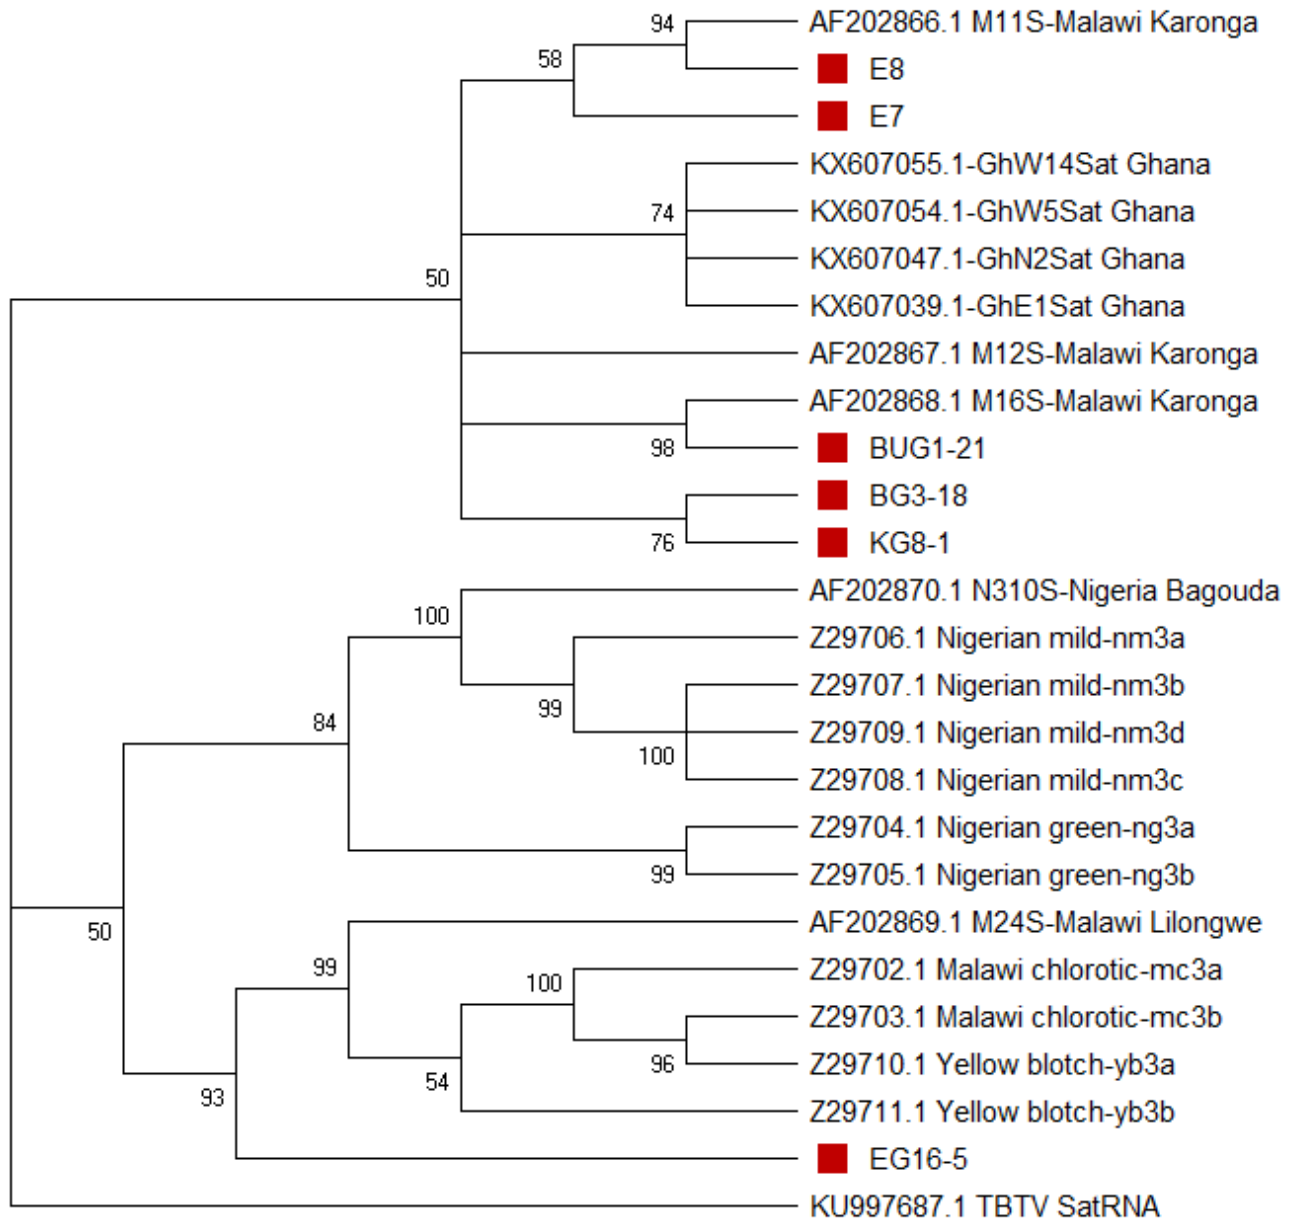 94
AF202866.1 M11S-Malawi Karonga
58
E8
E7
KX607055.1-GhW14Sat Ghana
74
KX607054.1-GhW5Sat Ghana
KX607047.1-GhN2Sat Ghana
50
KX607039.1-GhE1Sat Ghana
AF202867.1 M12S-Malawi Karonga
AF202868.1 M16S-Malawi Karonga
98
BUG1-21
BG3-18
76
KG8-1
AF202870.1 N310S-Nigeria Bagouda
100
Z29706.1 Nigerian mild-nm3a
Z29707.1 Nigerian mild-nm3b
99
84
Z29709.1 Nigerian mild-nm3d
100
Z29708.1 Nigerian mild-nm3c
Z29704.1 Nigerian green-ng3a
99
Z29705.1 Nigerian green-ng3b
50
AF202869.1 M24S-Malawi Lilongwe
99
Z29702.1 Malawi chlorotic-mc3a
100
Z29703.1 Malawi chlorotic-mc3b
96
Z29710.1 Yellow blotch-yb3a
54
93
Z29711.1 Yellow blotch-yb3b
EG16-5
KU997687.1 TBTV SatRNA